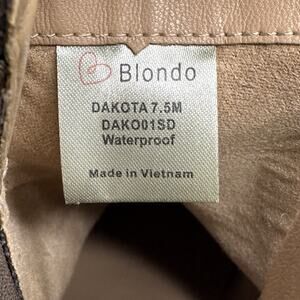 Blondo
DAKOTA 7.5M
DAKO01SD
Waterproof
Made in Vietnam